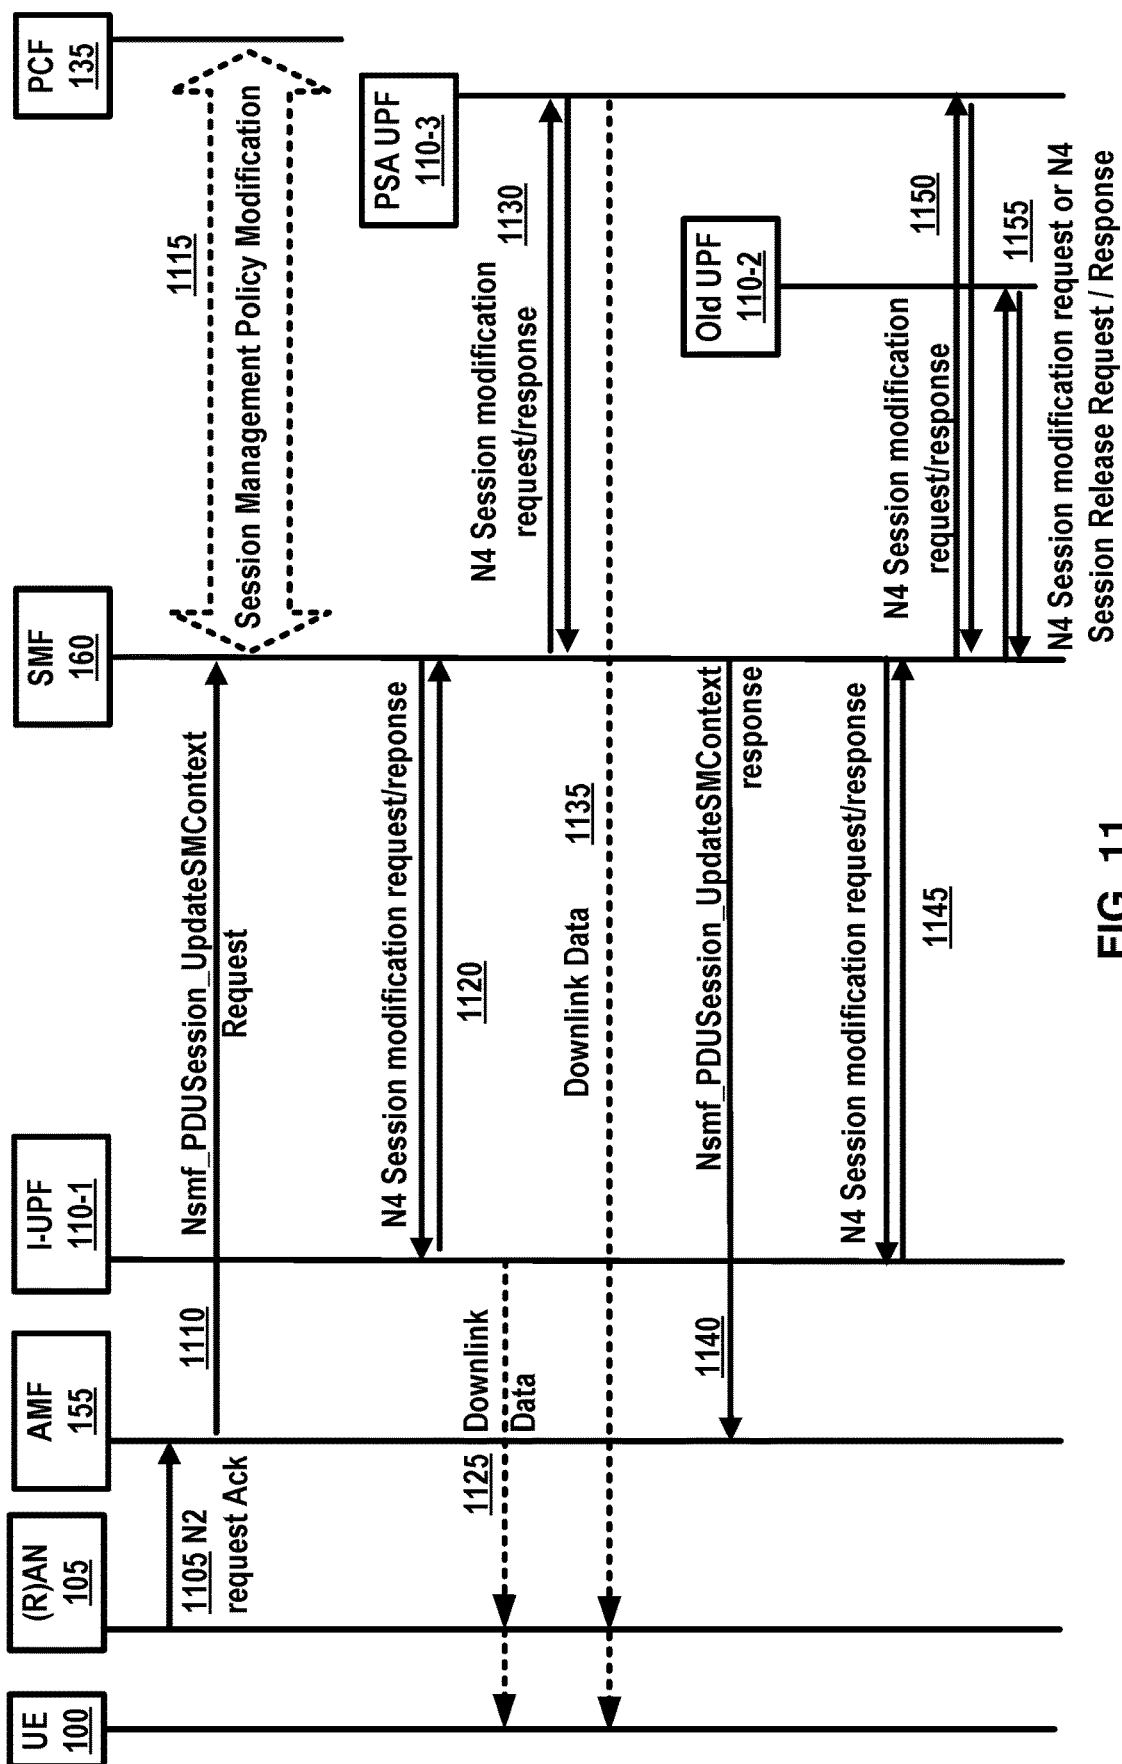 UE
100
(R)AN
105
AMF
155
I-UPF
110-1
SMF
160
PCF
135
1105 N2
request Ack
1110
Nsmf_PDUSession_UpdateSMContext
Request
1115
Session Management Policy Modification
PSA UPF
110-3
N4 Session modification request/reponse
1120
1125
Downlink
Data
N4 Session modification
request/response
1130
Downlink Data
1135
Old UPF
110-2
Nsmf_PDUSession_UpdateSMContext
response
1140
N4 Session modification request/response
1145
N4 Session modification
request/response
1150
1155
N4 Session modification request or N4
Session Release Request / Response
FIG. 11